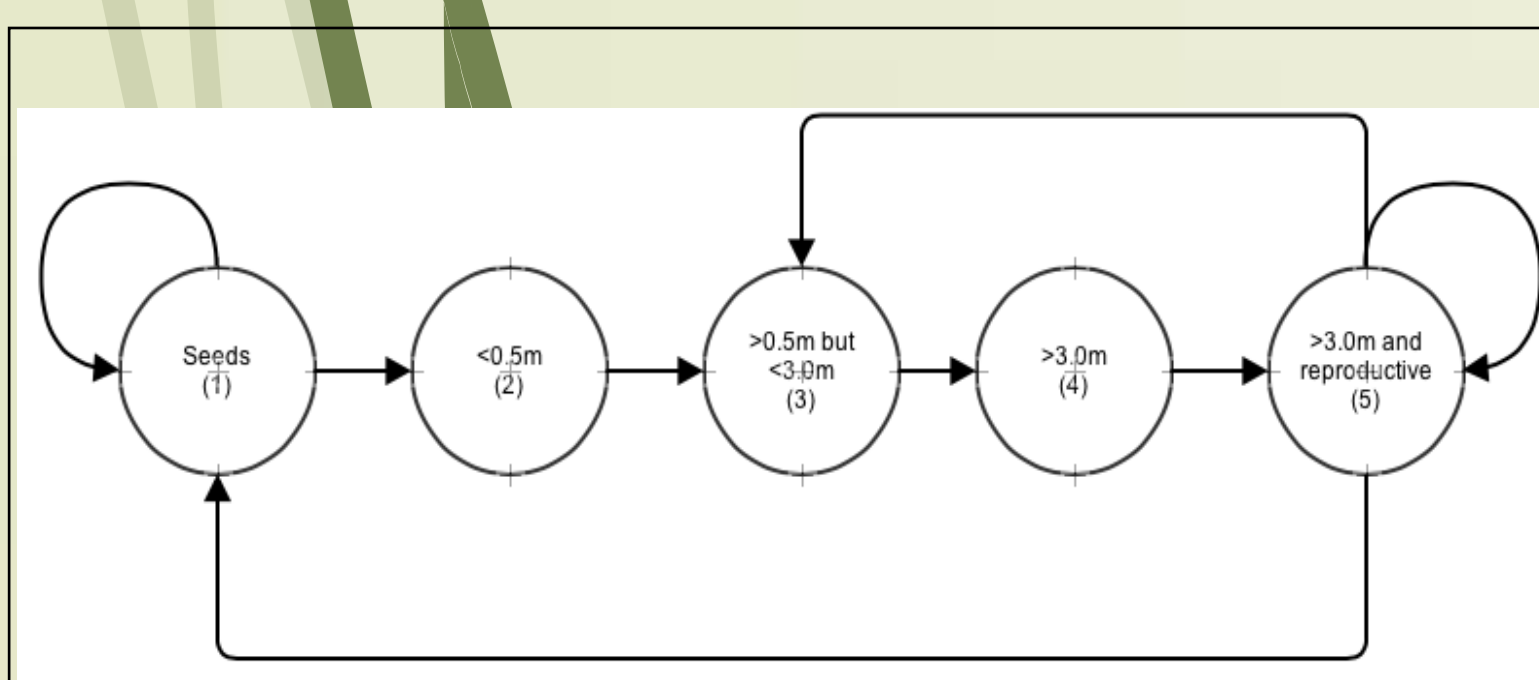 Seeds
(1)
<0.5m
(2)
>0.5m but
<3.0m
(3)
>3.0m
(4)
>3.0m and
reproductive
(5)